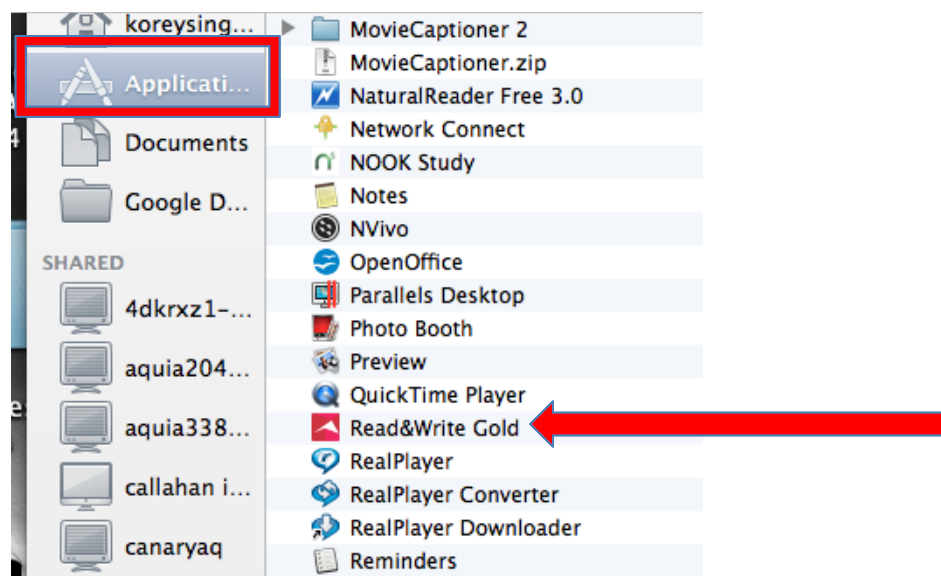 koreysing...
Applicati...
Documents
Google D...
SHARED
4dkrxz1-...
aquia204...
aquia338...
callahan i...
canaryaq
MovieCaptioner 2
MovieCaptioner.zip
NaturalReader Free 3.0
Network Connect
NOOK Study
Notes
NVivo
OpenOffice
Parallels Desktop
Photo Booth
Preview
QuickTime Player
Read&Write Gold
RealPlayer
RealPlayer Converter
RealPlayer Downloader
Reminders